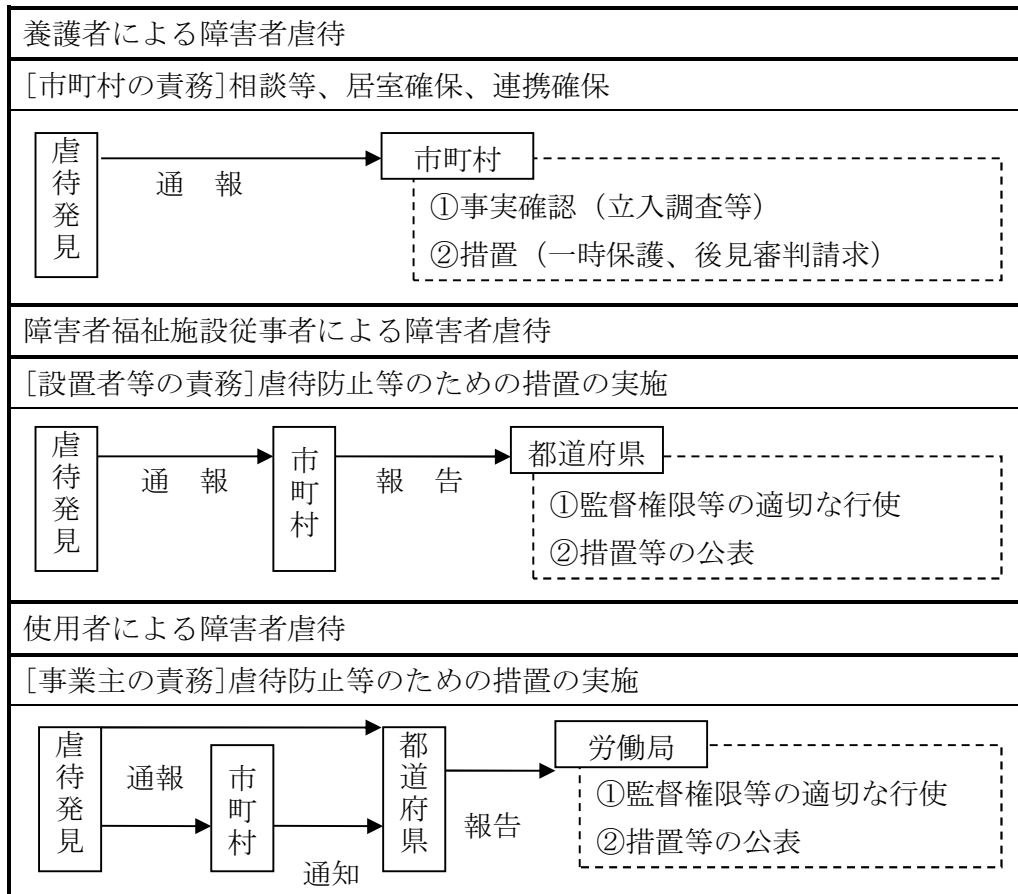 養護者による障害者虐待
[市町村の責務]相談等、居室確保、連携確保
虐待発見
通 報
市町村
①事実確認（立入調査等）
②措置（一時保護、後見審判請求）
障害者福祉施設従事者による障害者虐待
[設置者等の責務]虐待防止等のための措置の実施
虐待発見
通 報
市町村
報 告
都道府県
①監督権限等の適切な行使
②措置等の公表
使用者による障害者虐待
[事業主の責務]虐待防止等のための措置の実施
虐待発見
通報
市町村
通知
都道府県
報告
労働局
①監督権限等の適切な行使
②措置等の公表